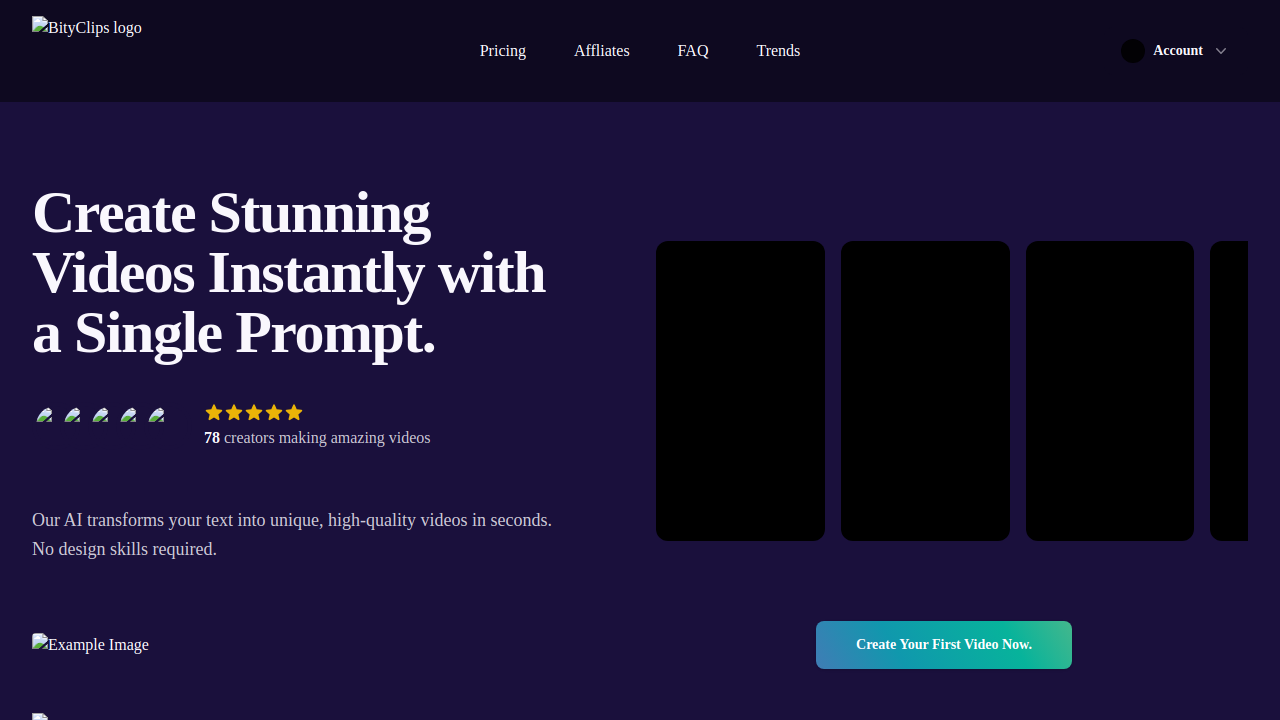 BityClips logo
Pricing
Affliates
FAQ
Trends
Account
Create Stunning
Videos Instantly with
a Single Prompt.
78 creators making amazing videos
Our AI transforms your text into unique, high-quality videos in seconds.
No design skills required.
Example Image
Create Your First Video Now.